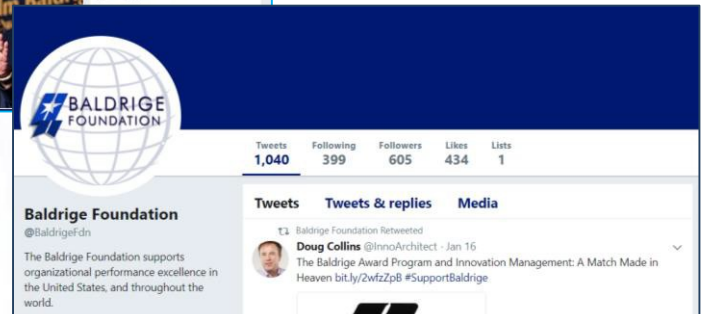 BALDRIGE
FOUNDATION
Tweets Following Followers Likes Lists
1,040 399 605 434 1
Baldrige Foundation
@BaldrigeFdn
The Baldrige Foundation supports
organizational performance excellence in
the United States, and throughout the
world.
Tweets Tweets & replies Media
Baldrige Foundation Retweeted
Doug Collins @InnoArchitect · Jan 16
The Baldrige Award Program and Innovation Management: A Match Made in
Heaven bit.ly/2wfzZpB #SupportBaldrige